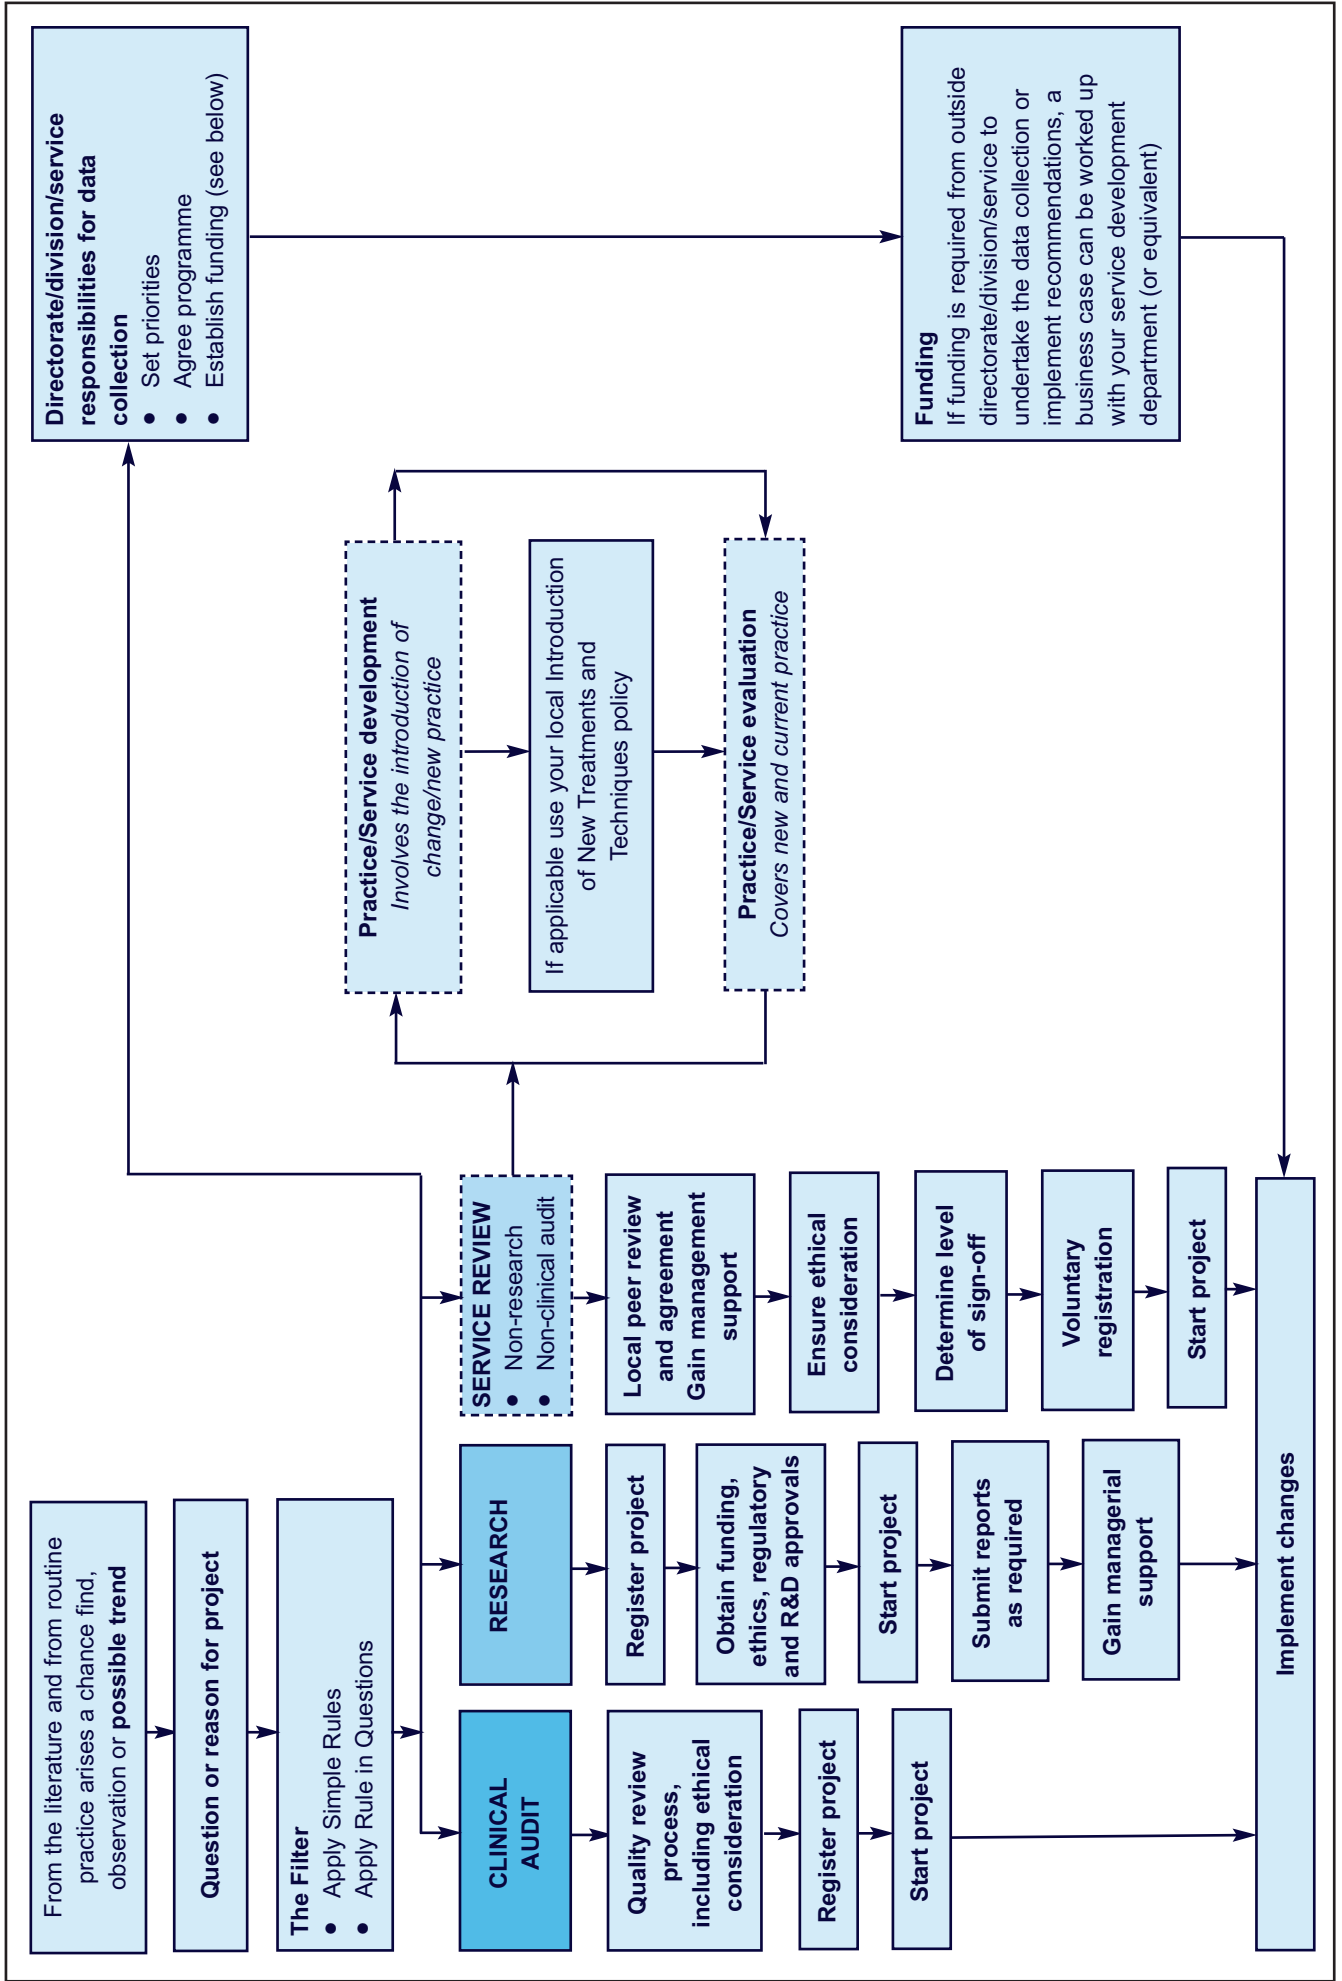 From the literature and from routine
practice arises a chance find,
observation or possible trend
Question or reason for project
The Filter
● Apply Simple Rules
● Apply Rule in Questions
CLINICAL
AUDIT
Quality review
process,
including ethical
consideration
Register project
Start project
RESEARCH
Register project
Obtain funding,
ethics, regulatory
and R&D approvals
Start project
Submit reports
as required
Gain managerial
support
SERVICE REVIEW
● Non-research
● Non-clinical audit
Local peer review
and agreement
Gain management
support
Ensure ethical
consideration
Determine level
of sign-off
Voluntary
registration
Start project
Implement changes
Practice/Service development
Involves the introduction of
change/new practice
If applicable use your local Introduction
of New Treatments and
Techniques policy
Practice/Service evaluation
Covers new and current practice
Directorate/division/service
responsibilities for data
collection
● Set priorities
● Agree programme
● Establish funding (see below)
Funding
If funding is required from outside
directorate/division/service to
undertake the data collection or
implement recommendations, a
business case can be worked up
with your service development
department (or equivalent)